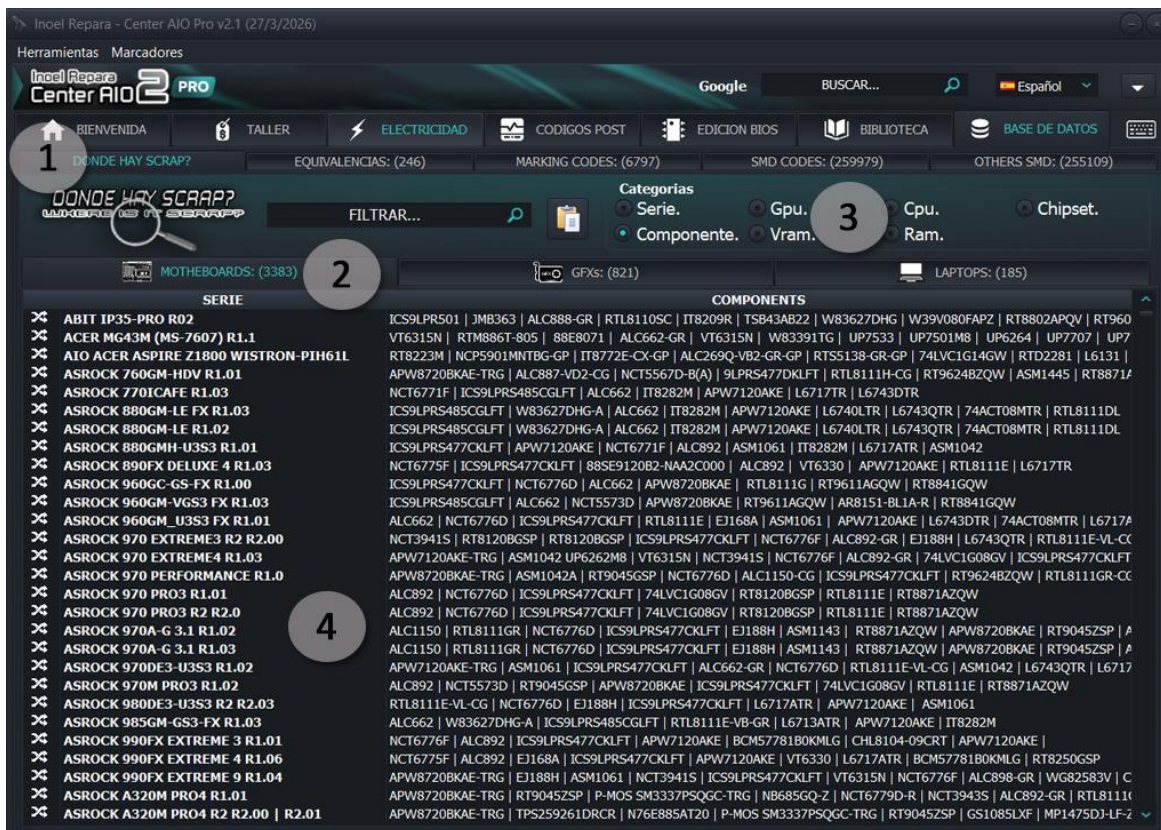 Inoel Repara - Center AIO Pro v2.1 (27/3/2026)
Herramientas Marcadores
Inoel Repara
Center AIO 2 PRO Google BUSCAR... Español
BIENVENIDA TALLER ELECTRICIDAD CODIGOS POST EDICION BIOS BIBLIOTECA BASE DE DATOS
1
DONDE HAY SCRAP? EQUIVALENCIAS: (246) MARKING CODES: (6797) SMD CODES: (259979) OTHERS SMD: (255109)
DONDE HAY SCRAP?
WHERE IS IT SCRAPP?
FILTRAR...
Categorias
Serie. Gpu. Cpu. Chipset.
3
Componente. Vram. Ram.
MOTHEBOARDS: (3383) GFXs: (821) LAPTOPS: (185)
2
SERIE COMPONENTS
ABIT IP35-PRO R02 ICS9LPR501 | JMB363 | ALC888-GR | RTL8110SC | IT8209R | TSB43AB22 | W83627DHG | W39V080FAPZ | RT8802APQV | RT960
ACER MG43M (MS-7607) R1.1 VT6315N | RTM886T-805 | 88E8071 | ALC662-GR | VT6315N | W83391TG | UP7533 | UP7501M8 | UP6264 | UP7707 | UP7
AIO ACER ASPIRE Z1800 WISTRON-PIH61L RT8223M | NCP5901MNTBG-GP | IT8772E-CX-GP | ALC269Q-VB2-GR-GP | RTS5138-GR-GP | 74LVC1G14GW | RTD2281 | L6131 |
ASROCK 760GM-HDV R1.01 APW8720BKAE-TRG | ALC887-VD2-CG | NCT5567D-B(A) | 9LPRS477DKLFT | RTL8111H-CG | RT9624BZQW | ASM1445 | RT8871A
ASROCK 770ICAFE R1.03 NCT6771F | ICS9LPRS485CGLFT | ALC662 | IT8282M | APW7120AKE | L6717TR | L6743DTR
ASROCK 880GM-LE FX R1.03 ICS9LPRS485CGLFT | W83627DHG-A | ALC662 | IT8282M | APW7120AKE | L6740LTR | L6743QTR | 74ACT08MTR | RTL8111DL
ASROCK 880GM-LE R1.02 ICS9LPRS485CGLFT | W83627DHG-A | ALC662 | IT8282M | APW7120AKE | L6740LTR | L6743QTR | 74ACT08MTR | RTL8111DL
ASROCK 880GMH-U3S3 R1.01 ICS9LPRS477CKLFT | APW7120AKE | NCT6771F | ALC892 | ASM1061 | IT8282M | L6717ATR | ASM1042
ASROCK 890FX DELUXE 4 R1.03 NCT6775F | ICS9LPRS477CKLFT | 88SE9120B2-NAA2C000 | ALC892 | VT6330 | APW7120AKE | RTL8111E | L6717TR
ASROCK 960GC-GS-FX R1.00 ICS9LPRS477CKLFT | NCT6776D | ALC662 | APW8720BKAE | RTL8111G | RT9611AGQW | RT8841GQW
ASROCK 960GM-VGS3 FX R1.03 ICS9LPRS485CGLFT | ALC662 | NCT5573D | APW8720BKAE | RT9611AGQW | AR8151-BL1A-R | RT8841GQW
ASROCK 960GM_U3S3 FX R1.01 ALC662 | NCT6776D | ICS9LPRS477CKLFT | RTL8111E | EJ168A | ASM1061 | APW7120AKE | L6743DTR | 74ACT08MTR | L6717A
ASROCK 970 EXTREME3 R2 R2.00 NCT3941S | RT8120BGSP | RT8120BGSP | ICS9LPRS477CKLFT | NCT6776F | ALC892-GR | EJ188H | L6743QTR | RTL8111E-VL-CG
ASROCK 970 EXTREME4 R1.03 APW7120AKE-TRG | ASM1042 UP6262M8 | VT6315N | NCT3941S | NCT6776F | ALC892-GR | 74LVC1G08GV | ICS9LPRS477CKLFT
ASROCK 970 PERFORMANCE R1.0 APW8720BKAE-TRG | ASM1042A | RT9045GSP | NCT6776D | ALC1150-CG | ICS9LPRS477CKLFT | RT9624BZQW | RTL8111GR-CG
ASROCK 970 PRO3 R1.01 ALC892 | NCT6776D | ICS9LPRS477CKLFT | 74LVC1G08GV | RT8120BGSP | RTL8111E | RT8871AZQW
ASROCK 970 PRO3 R2 R2.0 ALC892 | NCT6776D | ICS9LPRS477CKLFT | 74LVC1G08GV | RT8120BGSP | RTL8111E | RT8871AZQW
4
ASROCK 970A-G 3.1 R1.02 ALC1150 | RTL8111GR | NCT6776D | ICS9LPRS477CKLFT | EJ188H | ASM1143 | RT8871AZQW | APW8720BKAE | RT9045ZSP | A
ASROCK 970A-G 3.1 R1.03 ALC1150 | RTL8111GR | NCT6776D | ICS9LPRS477CKLFT | EJ188H | ASM1143 | RT8871AZQW | APW8720BKAE | RT9045ZSP | A
ASROCK 970DE3-U3S3 R1.02 APW7120AKE-TRG | ASM1061 | ICS9LPRS477CKLFT | ALC662-GR | NCT6776D | RTL8111E-VL-CG | ASM1042 | L6743QTR | L6717
ASROCK 970M PRO3 R1.02 ALC892 | NCT5573D | RT9045GSP | APW8720BKAE | ICS9LPRS477CKLFT | 74LVC1G08GV | RTL8111E | RT8871AZQW
ASROCK 980DE3-U3S3 R2 R2.03 RTL8111E-VL-CG | NCT6776D | EJ188H | ICS9LPRS477CKLFT | L6717ATR | APW7120AKE | ASM1061
ASROCK 985GM-GS3-FX R1.03 ALC662 | W83627DHG-A | ICS9LPRS485CGLFT | RTL8111E-VB-GR | L6713ATR | APW7120AKE | IT8282M
ASROCK 990FX EXTREME 3 R1.01 NCT6776F | ALC892 | ICS9LPRS477CKLFT | APW7120AKE | BCM57781B0KMLG | CHL8104-09CRT | APW7120AKE |
ASROCK 990FX EXTREME 4 R1.06 NCT6775F | ALC892 | EJ168A | ICS9LPRS477CKLFT | APW7120AKE | VT6330 | L6717ATR | BCM57781B0KMLG | RT8250GSP
ASROCK 990FX EXTREME 9 R1.04 APW8720BKAE-TRG | EJ188H | ASM1061 | NCT3941S | ICS9LPRS477CKLFT | VT6315N | NCT6776F | ALC898-GR | WG82583V | C
ASROCK A320M PRO4 R1.01 APW8720BKAE-TRG | RT9045ZSP | P-MOS SM3337PSQGC-TRG | NB685GQ-Z | NCT6779D-R | NCT3943S | ALC892-GR | RTL8111
ASROCK A320M PRO4 R2 R2.00 | R2.01 APW8720BKAE-TRG | TPS259261DRCR | N76E885AT20 | P-MOS SM3337PSQGC-TRG | RT9045ZSP | GS1085LXF | MP1475DJ-LF-Z